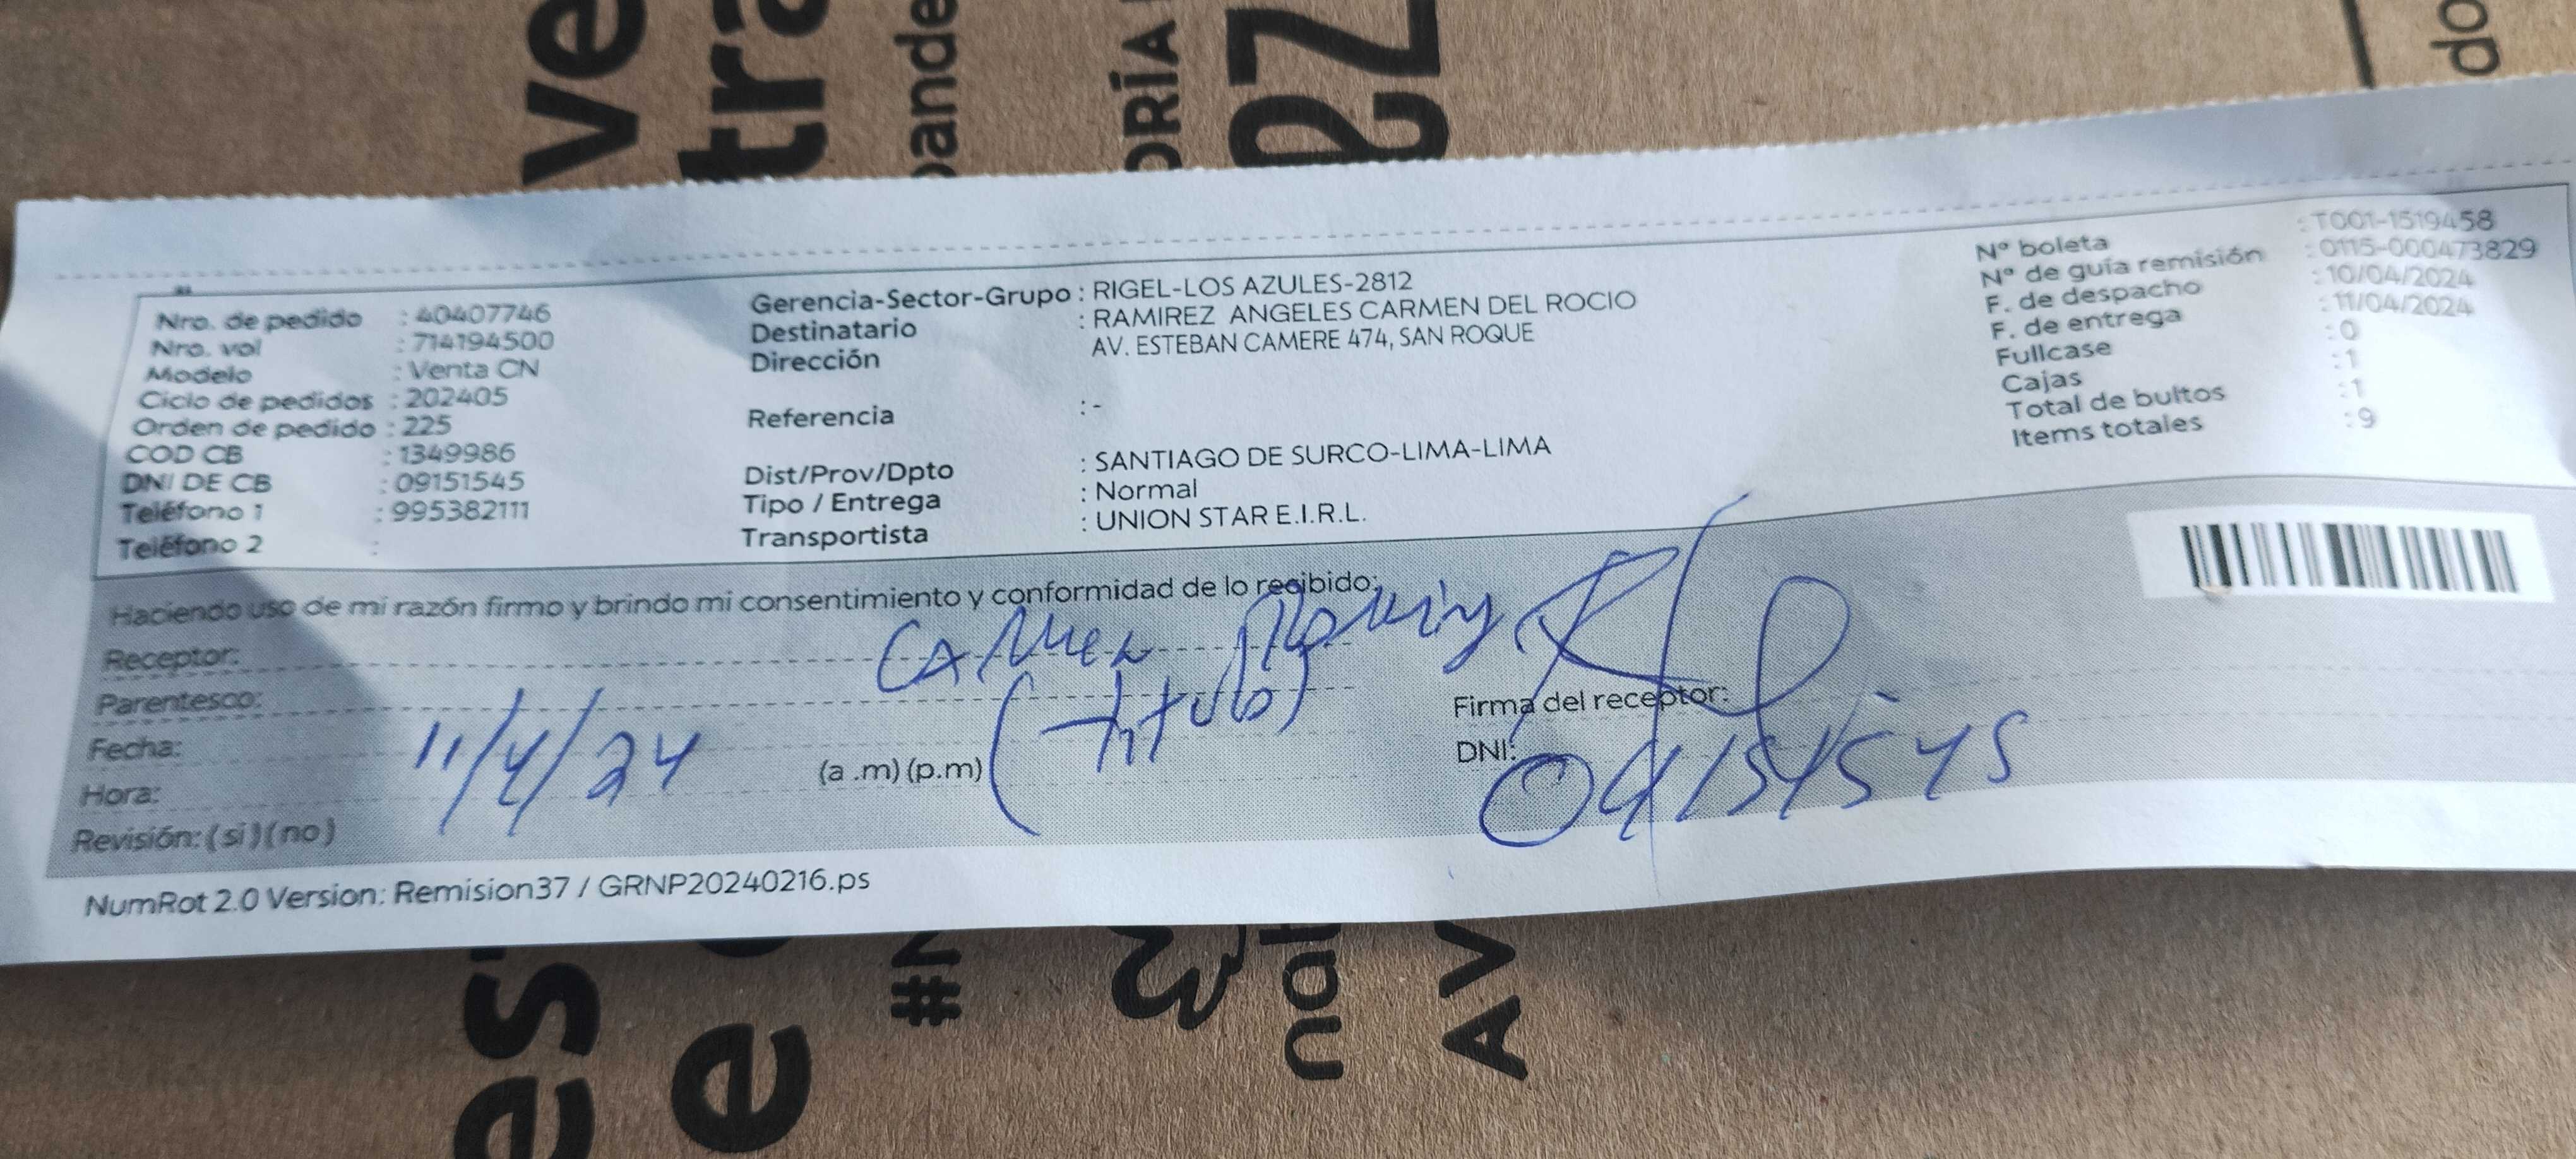 Nro. de pedido : 40407746
Nro. vol : 714194500
Modelo : Venta CN
Ciclo de pedidos : 202405
Orden de pedido : 225
COD CB : 1349986
DNI DE CB : 09151545
Teléfono 1 : 995382111
Teléfono 2 :
Gerencia-Sector-Grupo : RIGEL-LOS AZULES-2812
Destinatario : RAMIREZ ANGELES CARMEN DEL ROCIO
Dirección AV. ESTEBAN CAMERE 474, SAN ROQUE
Referencia : -
Dist/Prov/Dpto : SANTIAGO DE SURCO-LIMA-LIMA
Tipo / Entrega : Normal
Transportista : UNION STAR E.I.R.L.
Nº boleta : T001-1519458
Nº de guía remisión : 0115-000473829
F. de despacho : 10/04/2024
F. de entrega : 11/04/2024
Fullcase : 0
Cajas : 1
Total de bultos : 1
Items totales : 9
Haciendo uso de mi razón firmo y brindo mi consentimiento y conformidad de lo recibido:
Receptor: Carmen Ramirez
Parentesco: (titular)
Fecha: 11/4/24
Hora: (a .m) (p.m)
Revisión: (si) (no)
Firma del receptor:
DNI: 09151545
NumRot 2.0 Version: Remision37 / GRNP20240216.ps